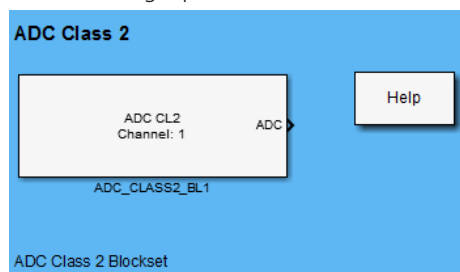 ADC Class 2
ADC CL2
Channel: 1
ADC
Help
ADC_CLASS2_BL1
ADC Class 2 Blockset